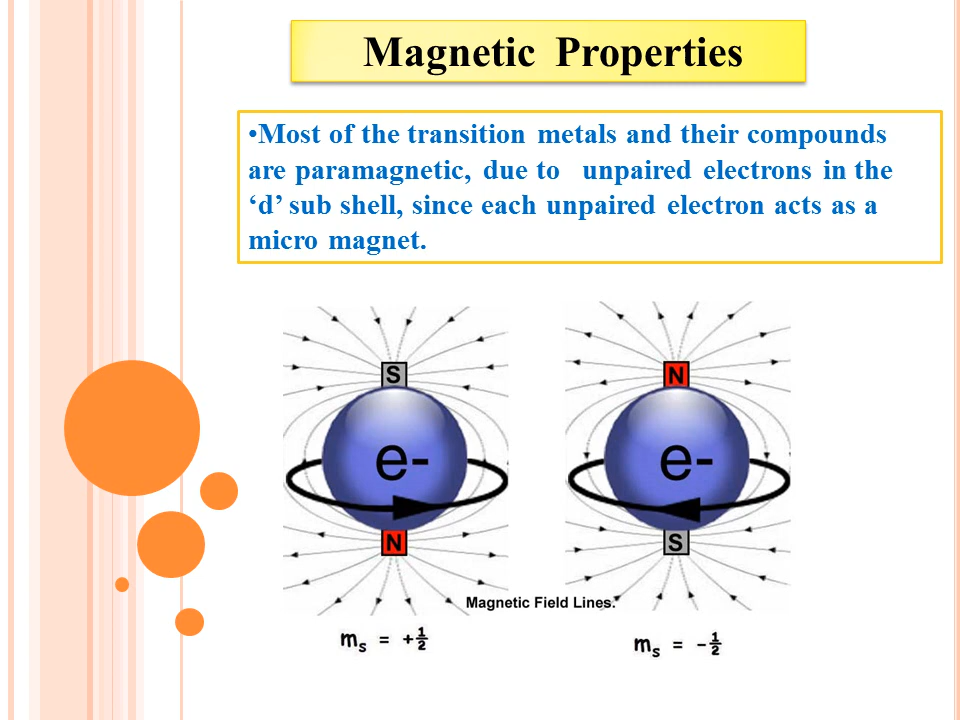 Magnetic Properties
•Most of the transition metals and their compounds
are paramagnetic, due to unpaired electrons in the
‘d’ sub shell, since each unpaired electron acts as a
micro magnet.
S
e-
N
N
e-
S
Magnetic Field Lines.
mₛ = +½
mₛ = -½